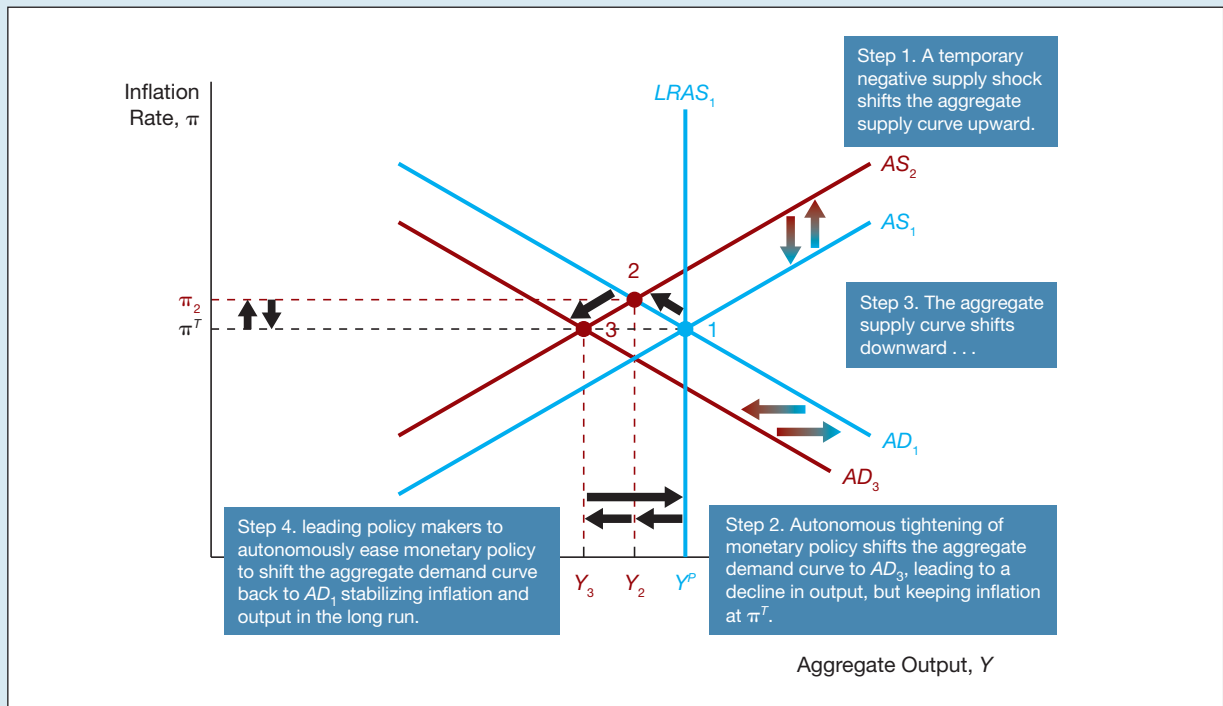 Step 1. A temporary
negative supply shock
shifts the aggregate
supply curve upward.
Inflation
Rate, π
LRAS₁
AS₂
AS₁
2
π₂
πᵀ
3
1
Step 3. The aggregate
supply curve shifts
downward . . .
AD₁
AD₃
Step 4. leading policy makers to
autonomously ease monetary policy
to shift the aggregate demand curve
back to AD₁ stabilizing inflation and
output in the long run.
Step 2. Autonomous tightening of
monetary policy shifts the aggregate
demand curve to AD₃, leading to a
decline in output, but keeping inflation
at πᵀ.
Y₃ Y₂ Yᴾ
Aggregate Output, Y